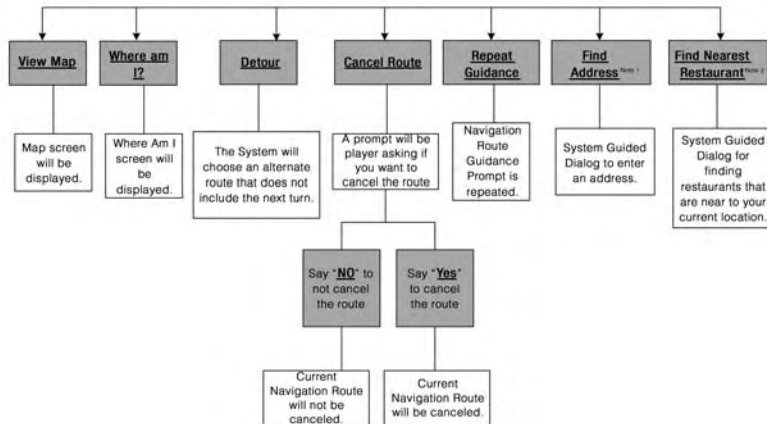 View Map
Where am
I?
Detour
Cancel Route
Repeat
Guidance
Find
Address Note 1
Find Nearest
Restaurant Note 2
Map screen
will be
displayed.
Where Am I
screen will
be
displayed.
The System will
choose an alternate
route that does not
include the next turn.
A prompt will be
player asking if
you want to
cancel the route
Navigation
Route
Guidance
Prompt is
repeated.
System Guided
Dialog to enter
an address.
System Guided
Dialog for
finding
restaurants that
are near to your
current location.
Say "NO" to
not cancel
the route
Say "Yes"
to cancel
the route
Current
Navigation Route
will not be
canceled.
Current
Navigation Route
will be canceled.